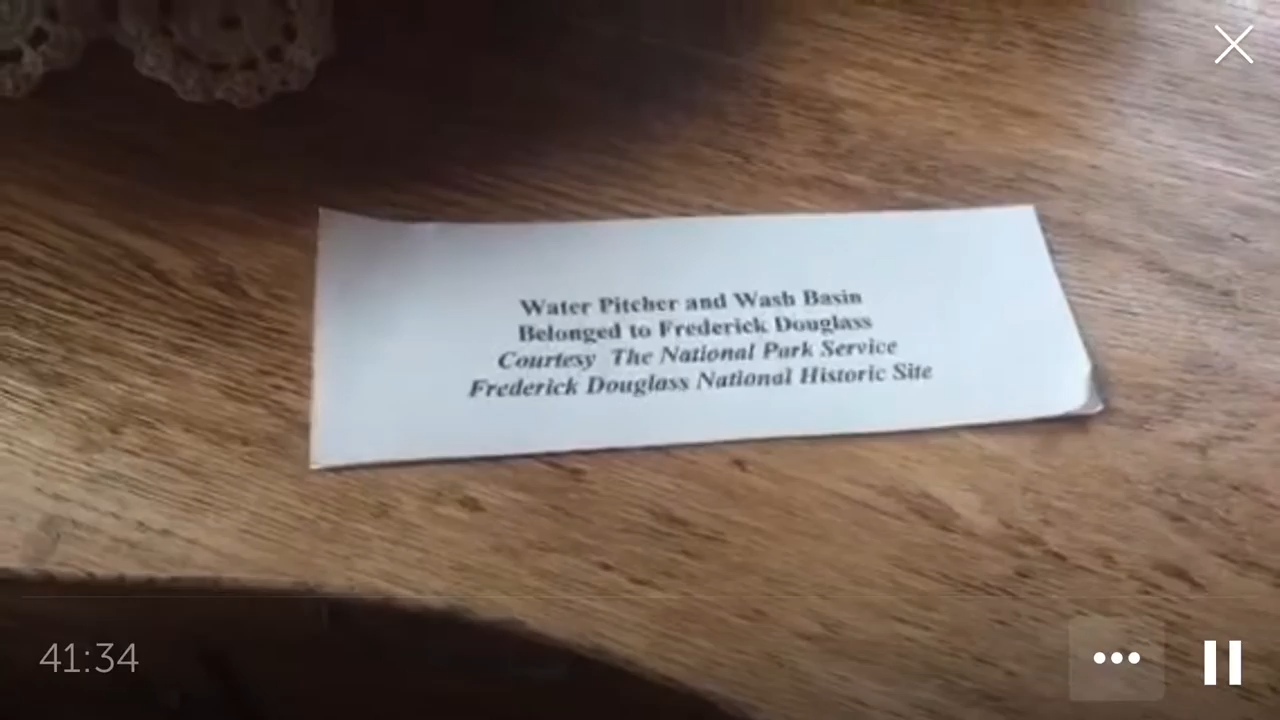 Water Pitcher and Wash Basin
Belonged to Frederick Douglass
Courtesy The National Park Service
Frederick Douglass National Historic Site
41:34